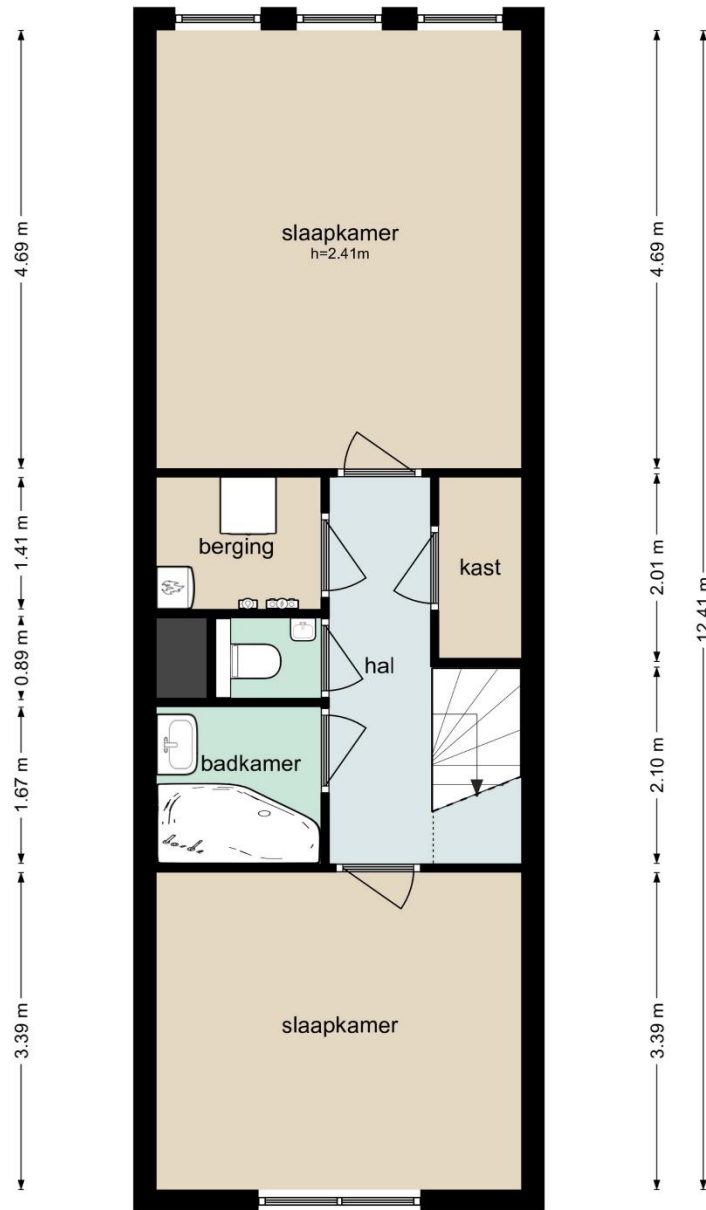 slaapkamer
h=2.41m
berging
kast
hal
badkamer
slaapkamer
4.69 m
1.41 m
0.89 m
1.67 m
3.39 m
4.69 m
2.01 m
2.10 m
3.39 m
12.41 m